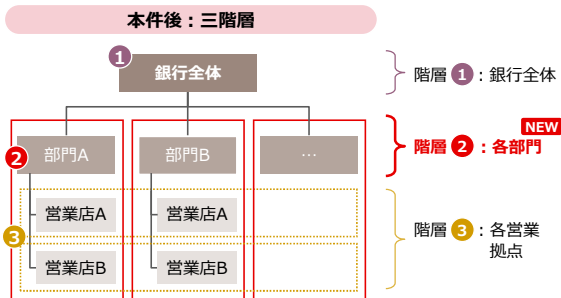 本件後：三階層
1
銀行全体
階層 1：銀行全体
NEW
2
部門A
部門B
…
階層 2：各部門
営業店A
営業店A
3
階層 3：各営業
拠点
営業店B
営業店B